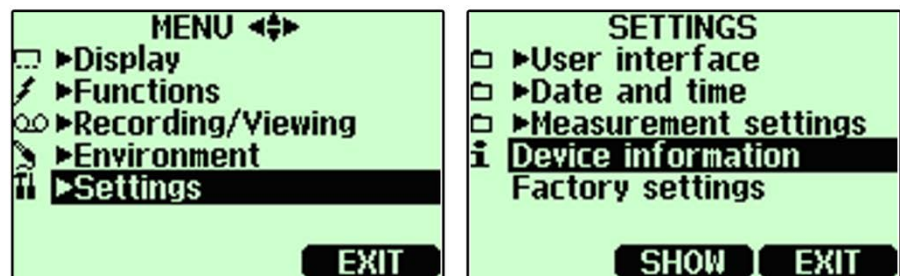 MENU
►Display
►Functions
►Recording/Viewing
►Environment
►Settings
EXIT
SETTINGS
►User interface
►Date and time
►Measurement settings
Device information
Factory settings
SHOW EXIT